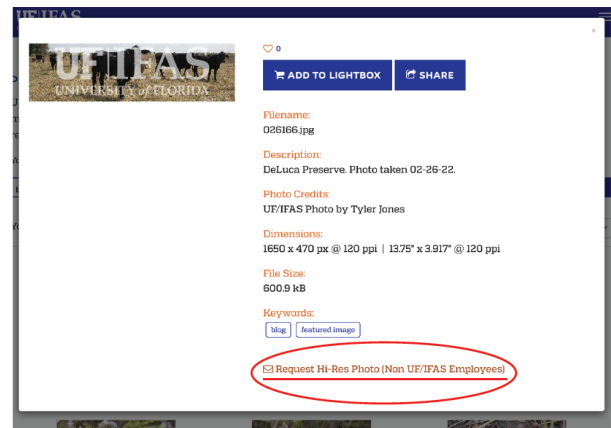 UF|IFAS
×
UF|IFAS
UNIVERSITY of FLORIDA
0
ADD TO LIGHTBOX
SHARE
Filename:
026166.jpg
Description:
DeLuca Preserve. Photo taken 02-26-22.
Photo Credits:
UF/IFAS Photo by Tyler Jones
Dimensions:
1650 x 470 px @ 120 ppi | 13.75" x 3.917" @ 120 ppi
File Size:
600.9 kB
Keywords:
blog
featured image
Request Hi-Res Photo (Non UF/IFAS Employees)